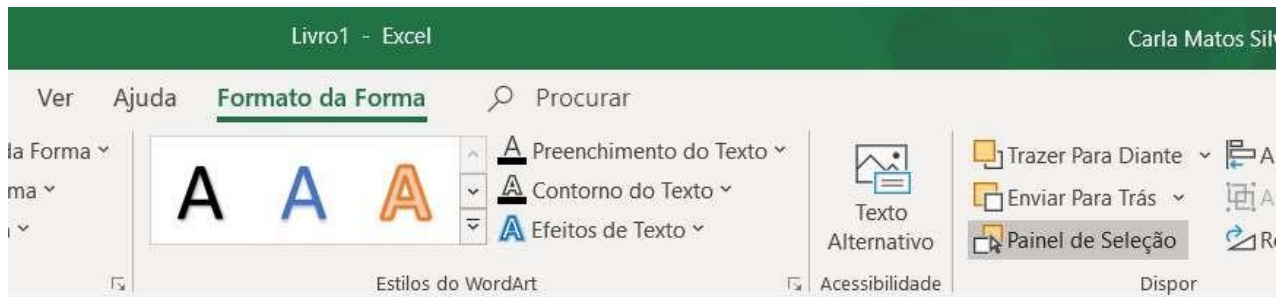 Livro1 - Excel
Carla Matos Silv
Ver Ajuda Formato da Forma Procurar
da Forma
ma
Preenchimento do Texto
Contorno do Texto
Efeitos de Texto
Texto
Alternativo
Trazer Para Diante
Enviar Para Trás
Painel de Seleção
Estilos do WordArt
Acessibilidade
Dispor